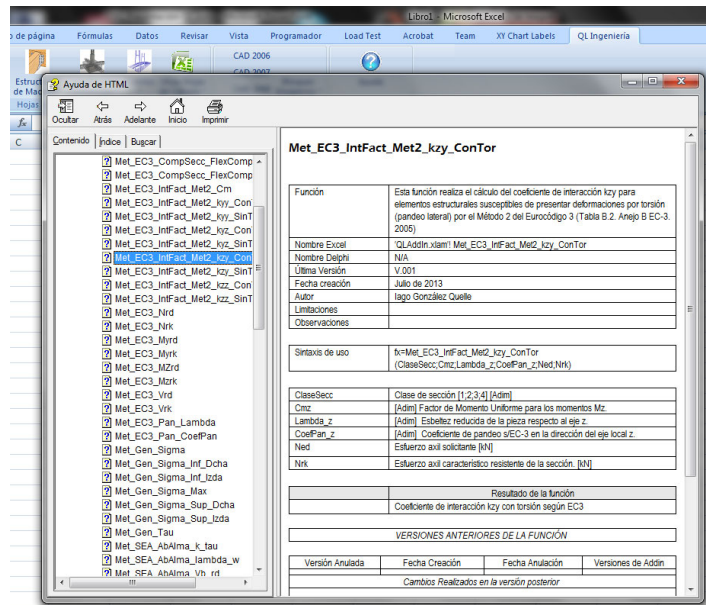 Libro1 - Microsoft Excel
o de página Fórmulas Datos Revisar Vista Programador Load Test Acrobat Team XY Chart Labels QL Ingeniería
CAD 2006
CAD 2007
Estruct
de Mad
Hojas
Ayuda de HTML
Ocultar Atrás Adelante Inicio Imprimir
fx
C
Contenido Índice Buscar
Met_EC3_CompSecc_FlexComp
Met_EC3_CompSecc_FlexComp
Met_EC3_IntFact_Met2_Cm
Met_EC3_IntFact_Met2_kyy_Con
Met_EC3_IntFact_Met2_kyy_SinT
Met_EC3_IntFact_Met2_kyz_Con
Met_EC3_IntFact_Met2_kyz_SinT
Met_EC3_IntFact_Met2_kzy_Con
Met_EC3_IntFact_Met2_kzy_SinT
Met_EC3_IntFact_Met2_kzz_Con
Met_EC3_IntFact_Met2_kzz_SinT
Met_EC3_Nrd
Met_EC3_Nrk
Met_EC3_Myrd
Met_EC3_Myrk
Met_EC3_MZrd
Met_EC3_Mzrk
Met_EC3_Vrd
Met_EC3_Vrk
Met_EC3_Pan_Lambda
Met_EC3_Pan_CoefPan
Met_Gen_Sigma
Met_Gen_Sigma_Inf_Dcha
Met_Gen_Sigma_Inf_Izda
Met_Gen_Sigma_Max
Met_Gen_Sigma_Sup_Dcha
Met_Gen_Sigma_Sup_Izda
Met_Gen_Tau
Met_SEA_AbAlma_k_tau
Met_SEA_AbAlma_lambda_w
Met_SEA_AbAlma_Vb_rd
Met_EC3_IntFact_Met2_kzy_ConTor
Función Esta función realiza el cálculo del coeficiente de interacción kzy para
elementos estructurales susceptibles de presentar deformaciones por torsión
(pandeo lateral) por el Método 2 del Eurocódigo 3 (Tabla B.2. Anejo B EC-3.
2005)
Nombre Excel 'QLAddIn.xlam'! Met_EC3_IntFact_Met2_kzy_ConTor
Nombre Delphi N/A
Última Versión V.001
Fecha creación Julio de 2013
Autor Iago González Quelle
Limitaciones
Observaciones
Sintaxis de uso fx=Met_EC3_IntFact_Met2_kzy_ConTor
(ClaseSecc;Cmz;Lambda_z;CoefPan_z;Ned;Nrk)
ClaseSecc Clase de sección [1;2;3;4] [Adim]
Cmz [Adim] Factor de Momento Uniforme para los momentos Mz.
Lambda_z [Adim] Esbeltez reducida de la pieza respecto al eje z.
CoefPan_z [Adim] Coeficiente de pandeo s/EC-3 en la dirección del eje local z.
Ned Esfuerzo axil solicitante [kN]
Nrk Esfuerzo axil característico resistente de la sección. [kN]
Resultado de la función
Coeficiente de interacción kzy con torsión según EC3
VERSIONES ANTERIORES DE LA FUNCIÓN
Versión Anulada Fecha Creación Fecha Anulación Versiones de Addin
Cambios Realizados en la versión posterior